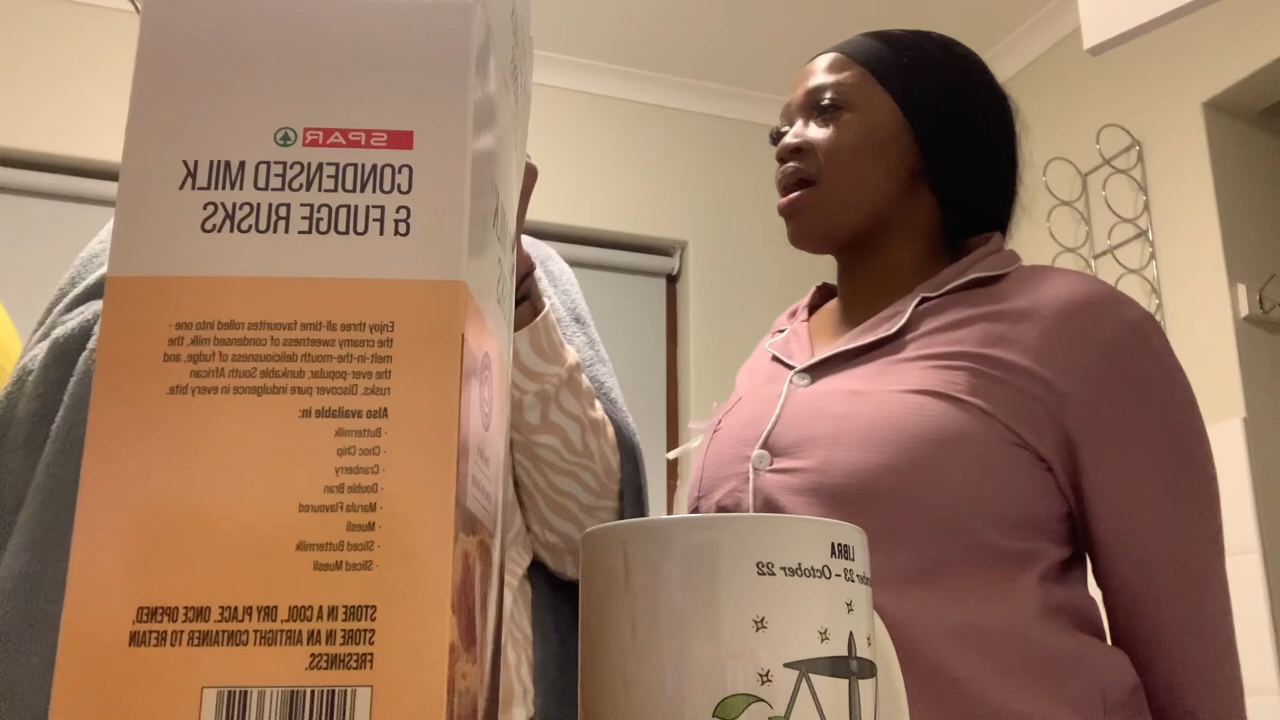 SPAR
CONDENSED MILK
& FUDGE RUSKS
Enjoy three all-time favourites rolled into one -
the creamy sweetness of condensed milk, the
melt-in-the-mouth deliciousness of fudge, and
the ever-popular, dunkable South African
rusks. Discover pure indulgence in every bite.
Also available in:
· Buttermilk
· Choc Chip
· Cranberry
· Double Bran
· Marula Flavoured
· Muesli
· Sliced Buttermilk
· Sliced Muesli
STORE IN A COOL, DRY PLACE. ONCE OPENED,
STORE IN AN AIRTIGHT CONTAINER TO RETAIN
FRESHNESS.
LIBRA
23 – October 22